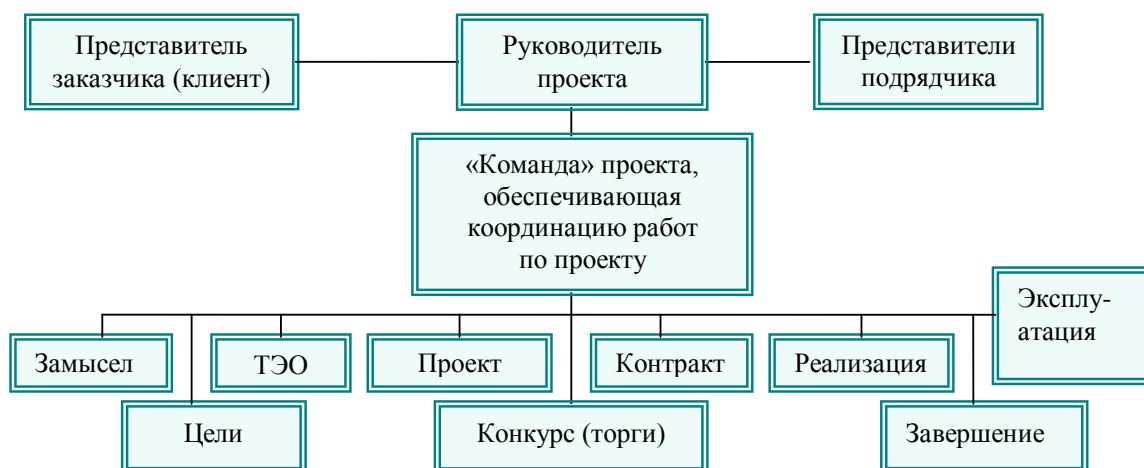 Представитель
заказчика (клиент)
Руководитель
проекта
Представители
подрядчика
«Команда» проекта,
обеспечивающая
координацию работ
по проекту
Эксплу-
атация
Замысел
ТЭО
Проект
Контракт
Реализация
Цели
Конкурс (торги)
Завершение